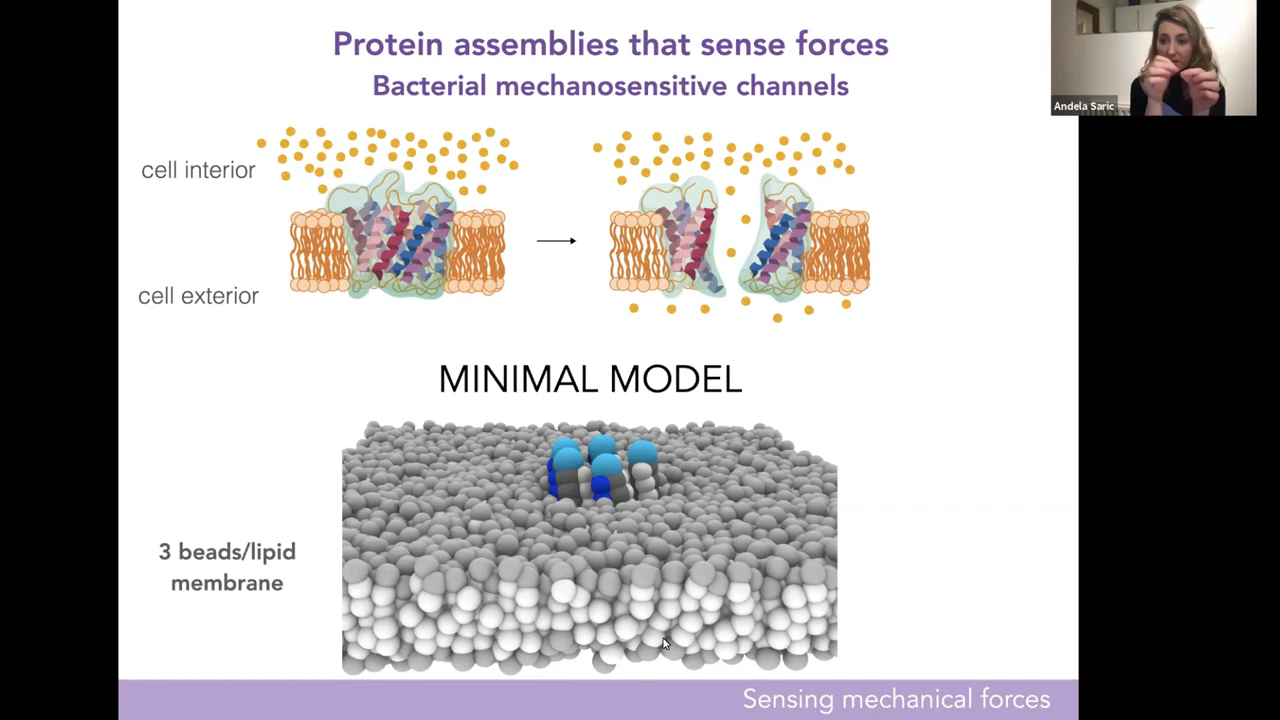 Protein assemblies that sense forces
Bacterial mechanosensitive channels
Andela Saric
cell interior
cell exterior
MINIMAL MODEL
3 beads/lipid
membrane
Sensing mechanical forces